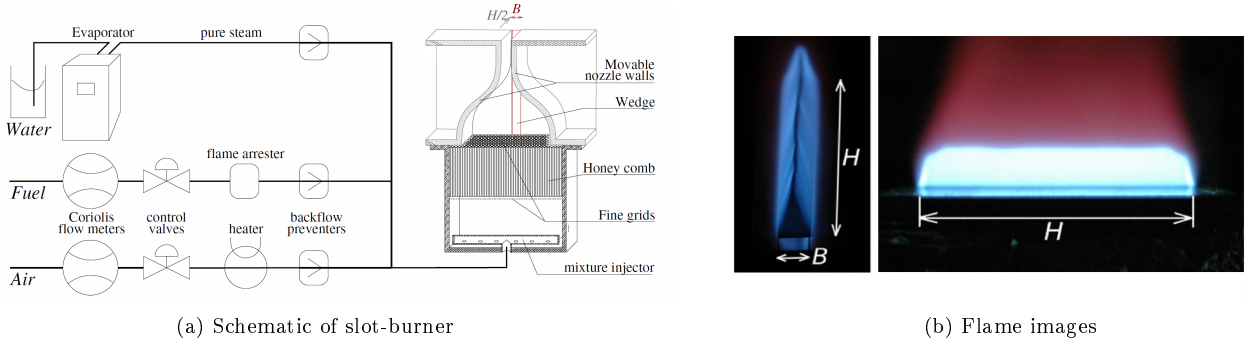 Evaporator
pure steam
Water
flame arrester
Fuel
Coriolis
flow meters
control
valves
heater
backflow
preventers
Air
H/2
B
Movable
nozzle walls
Wedge
Honey comb
Fine grids
mixture injector
(a) Schematic of slot-burner
H
B
H
(b) Flame images